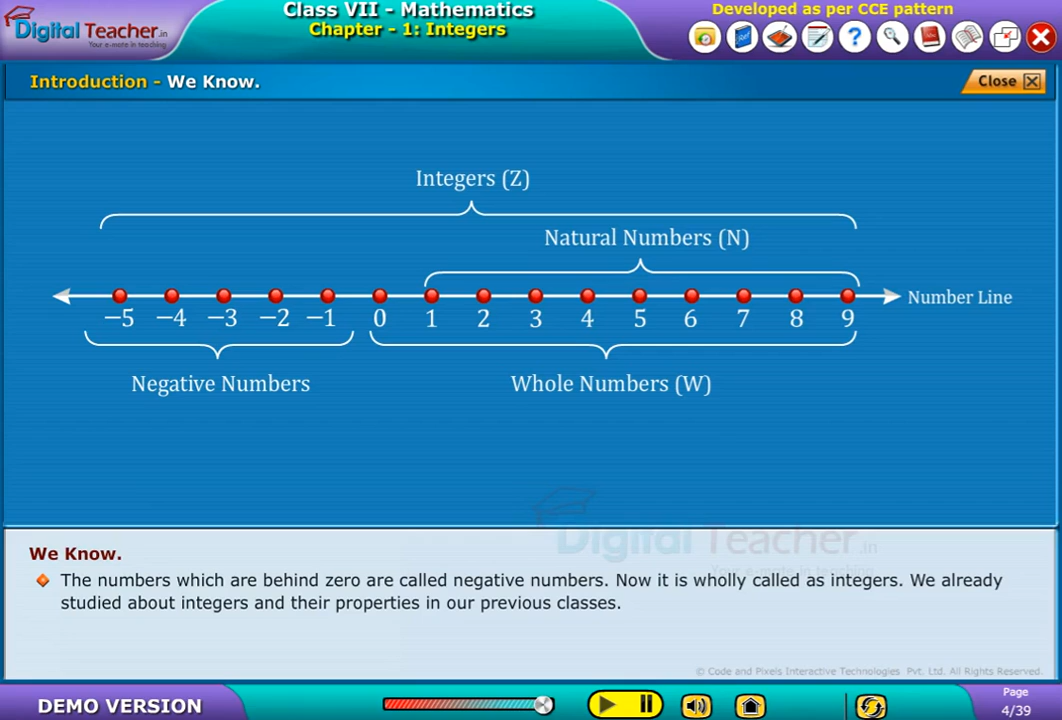 Digital Teacher.in
Your e-mate in teaching
Class VII - Mathematics
Chapter - 1: Integers
Developed as per CCE pattern
Ref
?
Introduction - We Know.
Close
Integers (Z)
Natural Numbers (N)
Number Line
−5 −4 −3 −2 −1 0 1 2 3 4 5 6 7 8 9
Negative Numbers
Whole Numbers (W)
Digital Teacher.in
Your e-mate in teaching
We Know.
The numbers which are behind zero are called negative numbers. Now it is wholly called as integers. We already
studied about integers and their properties in our previous classes.
© Code and Pixels Interactive Technologies Pvt. Ltd. All Rights Reserved.
DEMO VERSION
Page
4/39